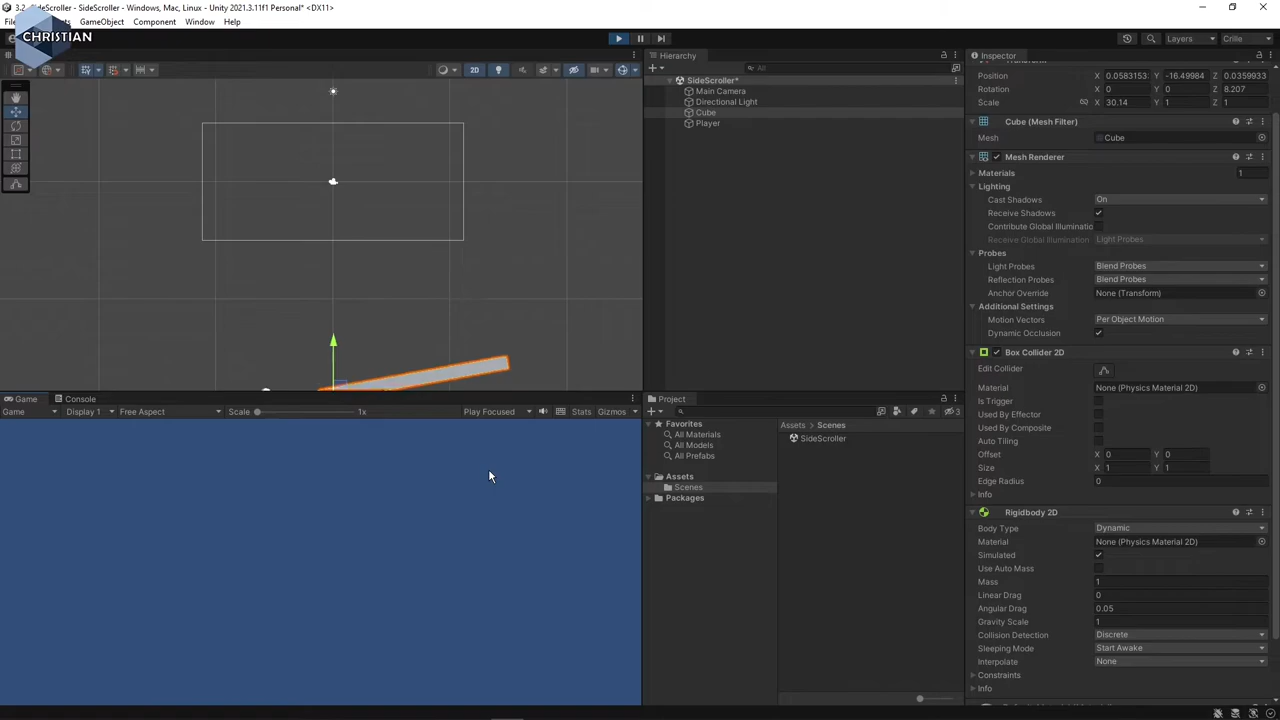 3.2. SideScroller - SideScroller - Windows, Mac, Linux - Unity 2021.3.11f1 Personal* <DX11>
GameObject Component Window Help
CHRISTIAN
Layers Crille
2D
Hierarchy
All
SideScroller*
Main Camera
Directional Light
Cube
Player
Inspector
Position X 0.0583153 Y -16.49984 Z 0.0359933
Rotation X 0 Y 0 Z 8.207
Scale X 30.14 Y 1 Z 1
Cube (Mesh Filter)
Mesh Cube
Mesh Renderer
Materials 1
Lighting
Cast Shadows On
Receive Shadows
Contribute Global Illuminatio
Receive Global Illumination Light Probes
Probes
Light Probes Blend Probes
Reflection Probes Blend Probes
Anchor Override None (Transform)
Additional Settings
Motion Vectors Per Object Motion
Dynamic Occlusion
Box Collider 2D
Edit Collider
Material None (Physics Material 2D)
Is Trigger
Used By Effector
Used By Composite
Auto Tiling
Offset X 0 Y 0
Size X 1 Y 1
Edge Radius 0
Info
Rigidbody 2D
Body Type Dynamic
Material None (Physics Material 2D)
Simulated
Use Auto Mass
Mass 1
Linear Drag 0
Angular Drag 0.05
Gravity Scale 1
Collision Detection Discrete
Sleeping Mode Start Awake
Interpolate None
Constraints
Info
Game Console
Game Display 1 Free Aspect Scale 1x Play Focused Stats Gizmos
Project
3
Favorites
All Materials
All Models
All Prefabs
Assets
Scenes
Packages
Assets Scenes
SideScroller